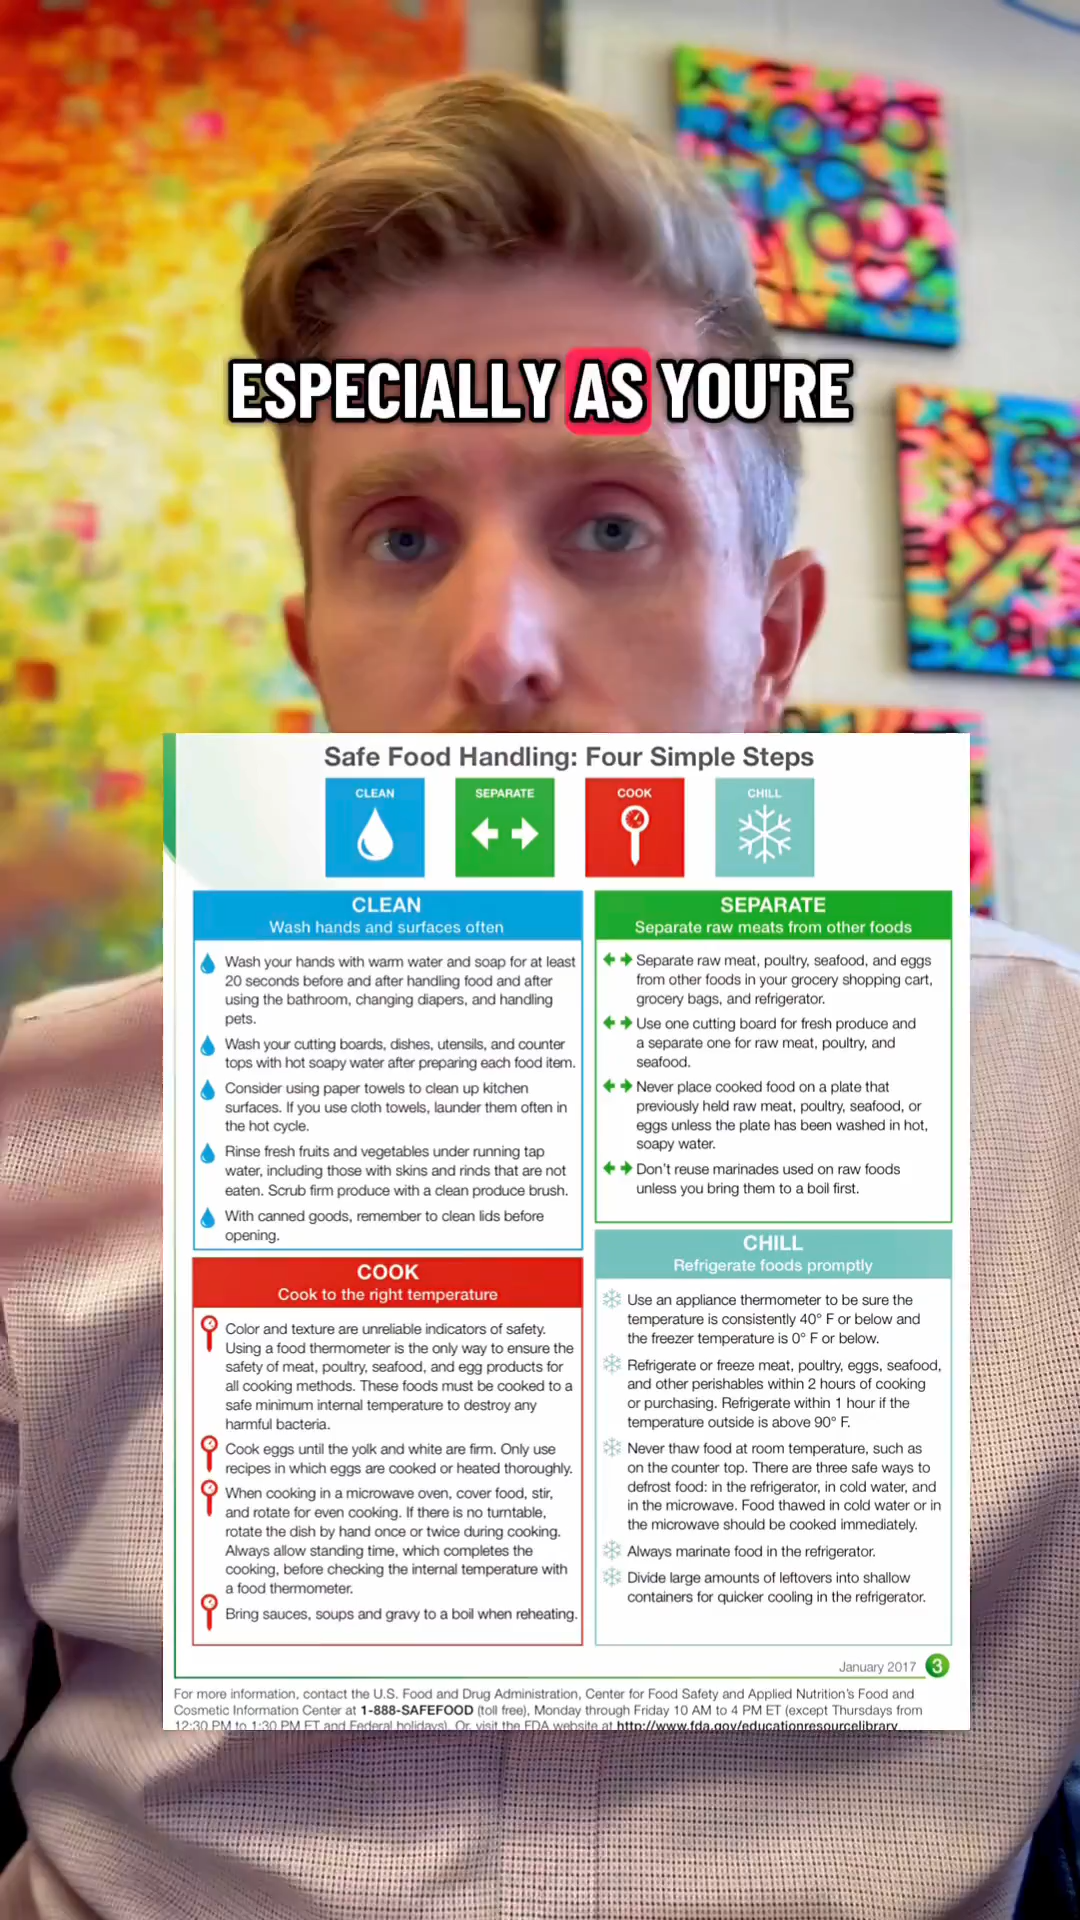 ESPECIALLY AS YOU'RE
Safe Food Handling: Four Simple Steps
CLEAN
SEPARATE
COOK
CHILL
CLEAN
Wash hands and surfaces often
Wash your hands with warm water and soap for at least
20 seconds before and after handling food and after
using the bathroom, changing diapers, and handling
pets.
Wash your cutting boards, dishes, utensils, and counter
tops with hot soapy water after preparing each food item.
Consider using paper towels to clean up kitchen
surfaces. If you use cloth towels, launder them often in
the hot cycle.
Rinse fresh fruits and vegetables under running tap
water, including those with skins and rinds that are not
eaten. Scrub firm produce with a clean produce brush.
With canned goods, remember to clean lids before
opening.
SEPARATE
Separate raw meats from other foods
Separate raw meat, poultry, seafood, and eggs
from other foods in your grocery shopping cart,
grocery bags, and refrigerator.
Use one cutting board for fresh produce and
a separate one for raw meat, poultry, and
seafood.
Never place cooked food on a plate that
previously held raw meat, poultry, seafood, or
eggs unless the plate has been washed in hot,
soapy water.
Don't reuse marinades used on raw foods
unless you bring them to a boil first.
COOK
Cook to the right temperature
Color and texture are unreliable indicators of safety.
Using a food thermometer is the only way to ensure the
safety of meat, poultry, seafood, and egg products for
all cooking methods. These foods must be cooked to a
safe minimum internal temperature to destroy any
harmful bacteria.
Cook eggs until the yolk and white are firm. Only use
recipes in which eggs are cooked or heated thoroughly.
When cooking in a microwave oven, cover food, stir,
and rotate for even cooking. If there is no turntable,
rotate the dish by hand once or twice during cooking.
Always allow standing time, which completes the
cooking, before checking the internal temperature with
a food thermometer.
Bring sauces, soups and gravy to a boil when reheating.
CHILL
Refrigerate foods promptly
Use an appliance thermometer to be sure the
temperature is consistently 40° F or below and
the freezer temperature is 0° F or below.
Refrigerate or freeze meat, poultry, eggs, seafood,
and other perishables within 2 hours of cooking
or purchasing. Refrigerate within 1 hour if the
temperature outside is above 90° F.
Never thaw food at room temperature, such as
on the counter top. There are three safe ways to
defrost food: in the refrigerator, in cold water, and
in the microwave. Food thawed in cold water or in
the microwave should be cooked immediately.
Always marinate food in the refrigerator.
Divide large amounts of leftovers into shallow
containers for quicker cooling in the refrigerator.
January 2017 3
For more information, contact the U.S. Food and Drug Administration, Center for Food Safety and Applied Nutrition's Food and
Cosmetic Information Center at 1-888-SAFEFOOD (toll free), Monday through Friday 10 AM to 4 PM ET (except Thursdays from
12:30 PM to 1:30 PM ET and Federal holidays). Or, visit the FDA website at http://www.fda.gov/educationresourcelibrary